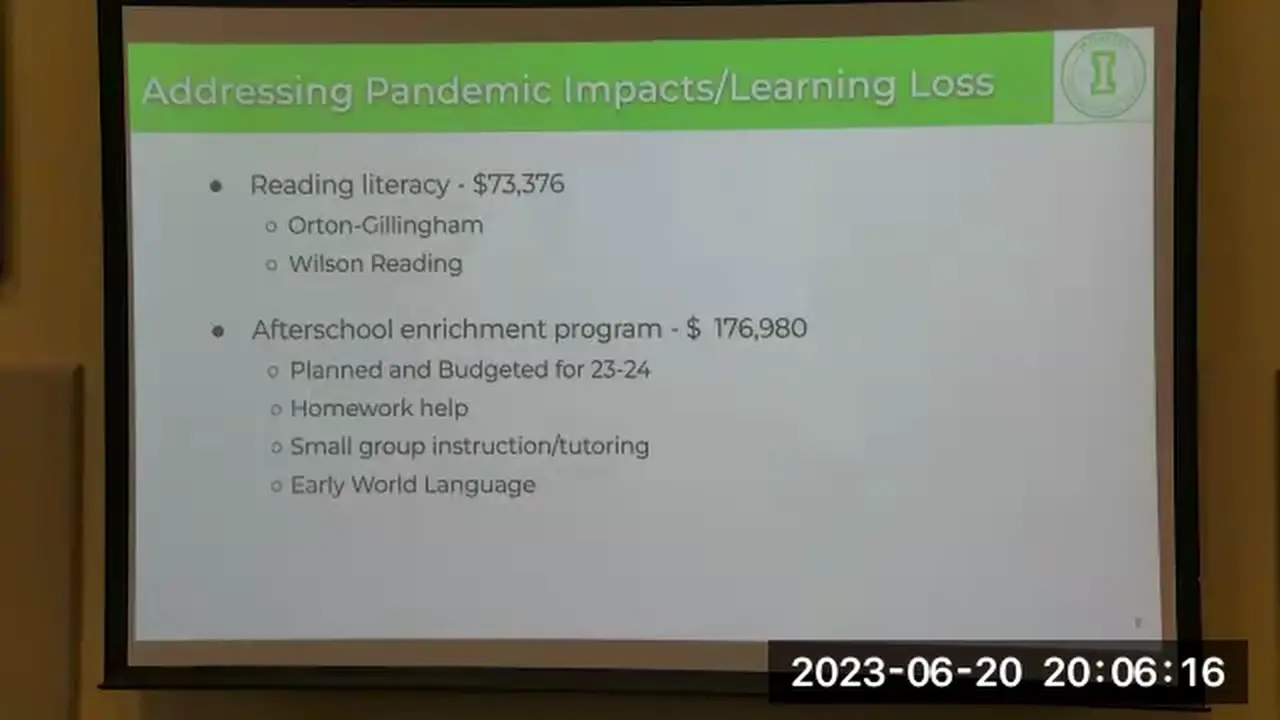 Addressing Pandemic Impacts/Learning Loss
I
● Reading literacy - $73,376
○ Orton-Gillingham
○ Wilson Reading
● Afterschool enrichment program - $ 176,980
○ Planned and Budgeted for 23-24
○ Homework help
○ Small group instruction/tutoring
○ Early World Language
2023-06-20 20:06:16